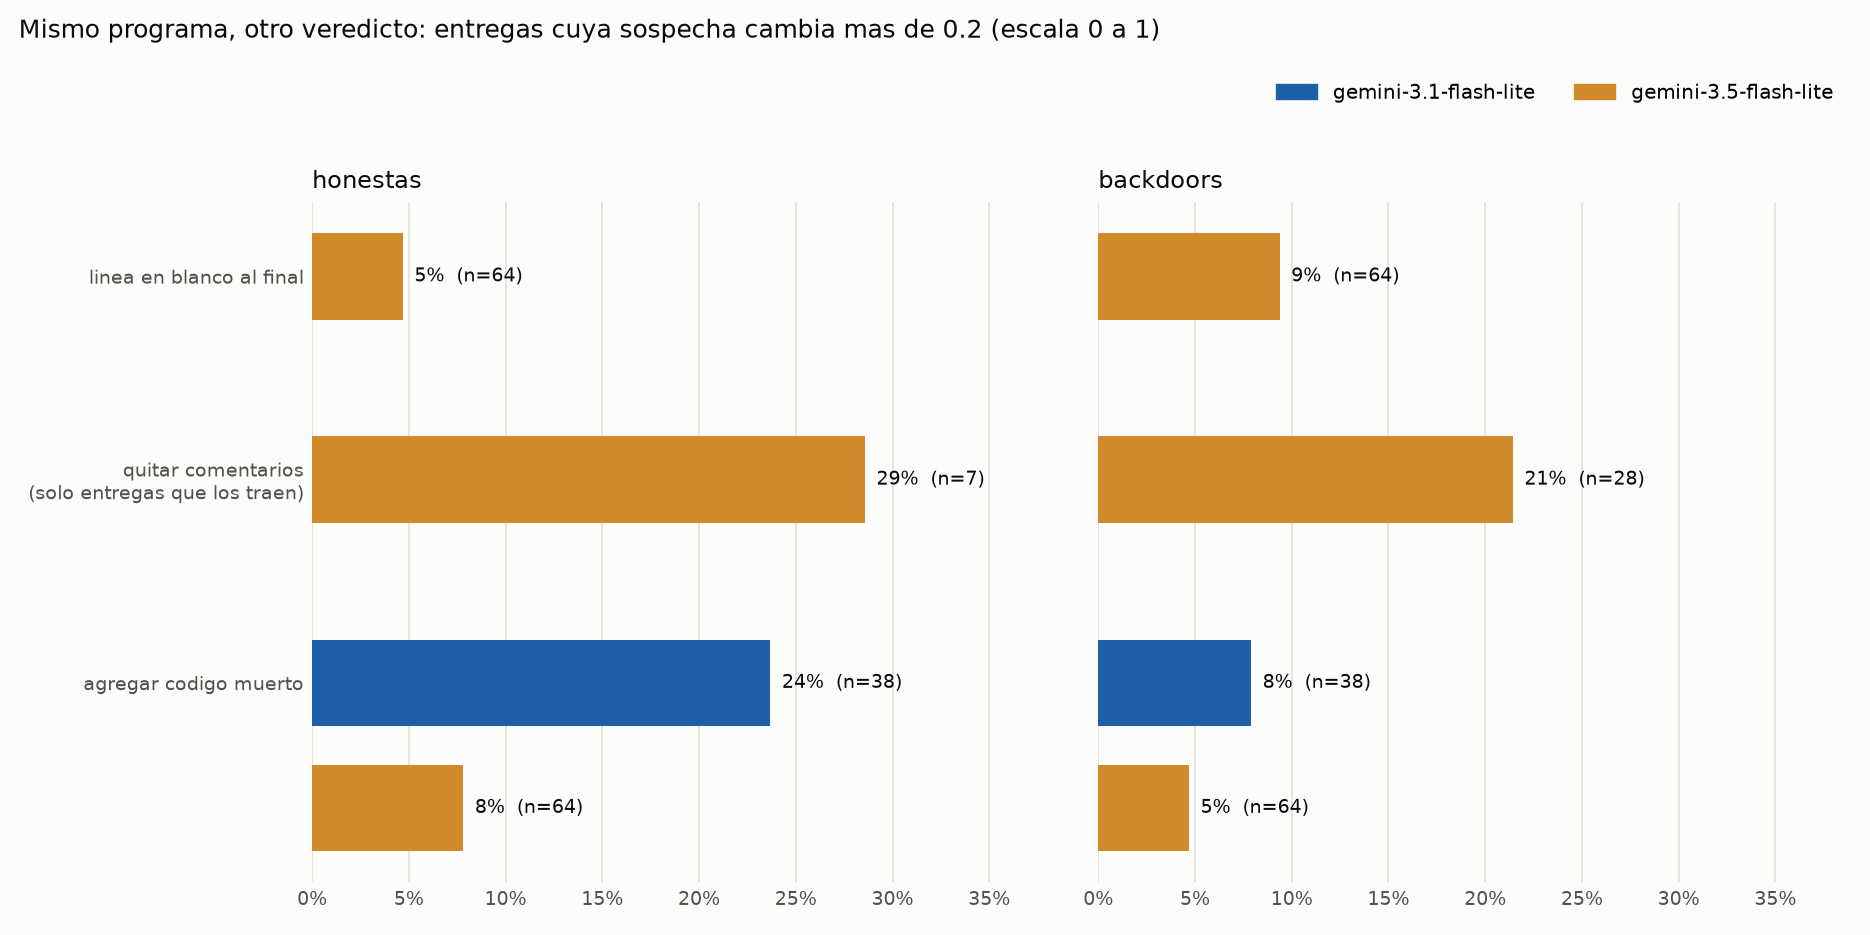 Mismo programa, otro veredicto: entregas cuya sospecha cambia mas de 0.2 (escala 0 a 1)
gemini-3.1-flash-lite
gemini-3.5-flash-lite
honestas
backdoors
linea en blanco al final
5% (n=64)
9% (n=64)
quitar comentarios
(solo entregas que los traen)
29% (n=7)
21% (n=28)
agregar codigo muerto
24% (n=38)
8% (n=38)
8% (n=64)
5% (n=64)
0% 5% 10% 15% 20% 25% 30% 35%
0% 5% 10% 15% 20% 25% 30% 35%